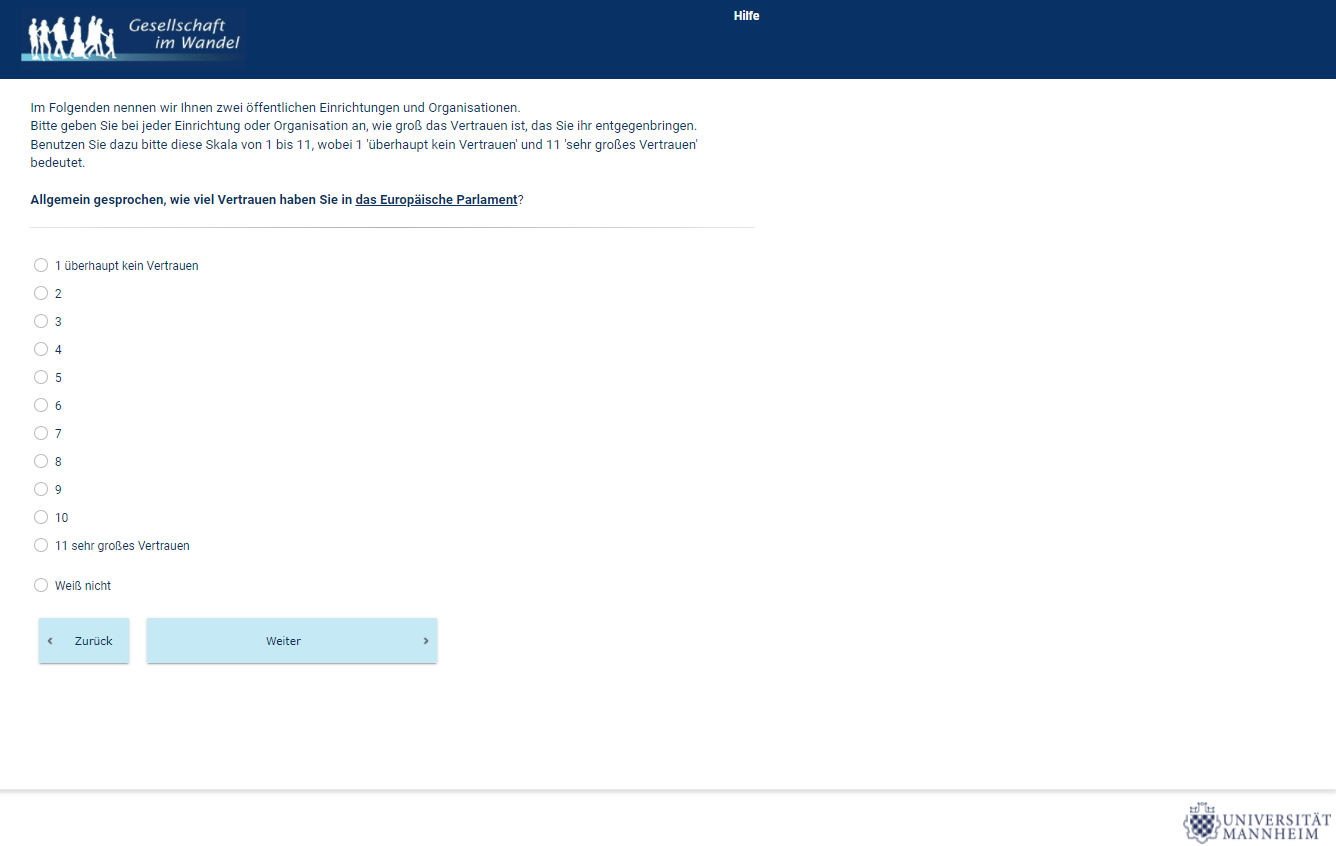 Gesellschaft
im Wandel
Hilfe
Im Folgenden nennen wir Ihnen zwei öffentlichen Einrichtungen und Organisationen.
Bitte geben Sie bei jeder Einrichtung oder Organisation an, wie groß das Vertrauen ist, das Sie ihr entgegenbringen.
Benutzen Sie dazu bitte diese Skala von 1 bis 11, wobei 1 'überhaupt kein Vertrauen' und 11 'sehr großes Vertrauen'
bedeutet.
Allgemein gesprochen, wie viel Vertrauen haben Sie in das Europäische Parlament?
1 überhaupt kein Vertrauen
2
3
4
5
6
7
8
9
10
11 sehr großes Vertrauen
Weiß nicht
‹ Zurück
Weiter ›
UNIVERSITÄT
MANNHEIM